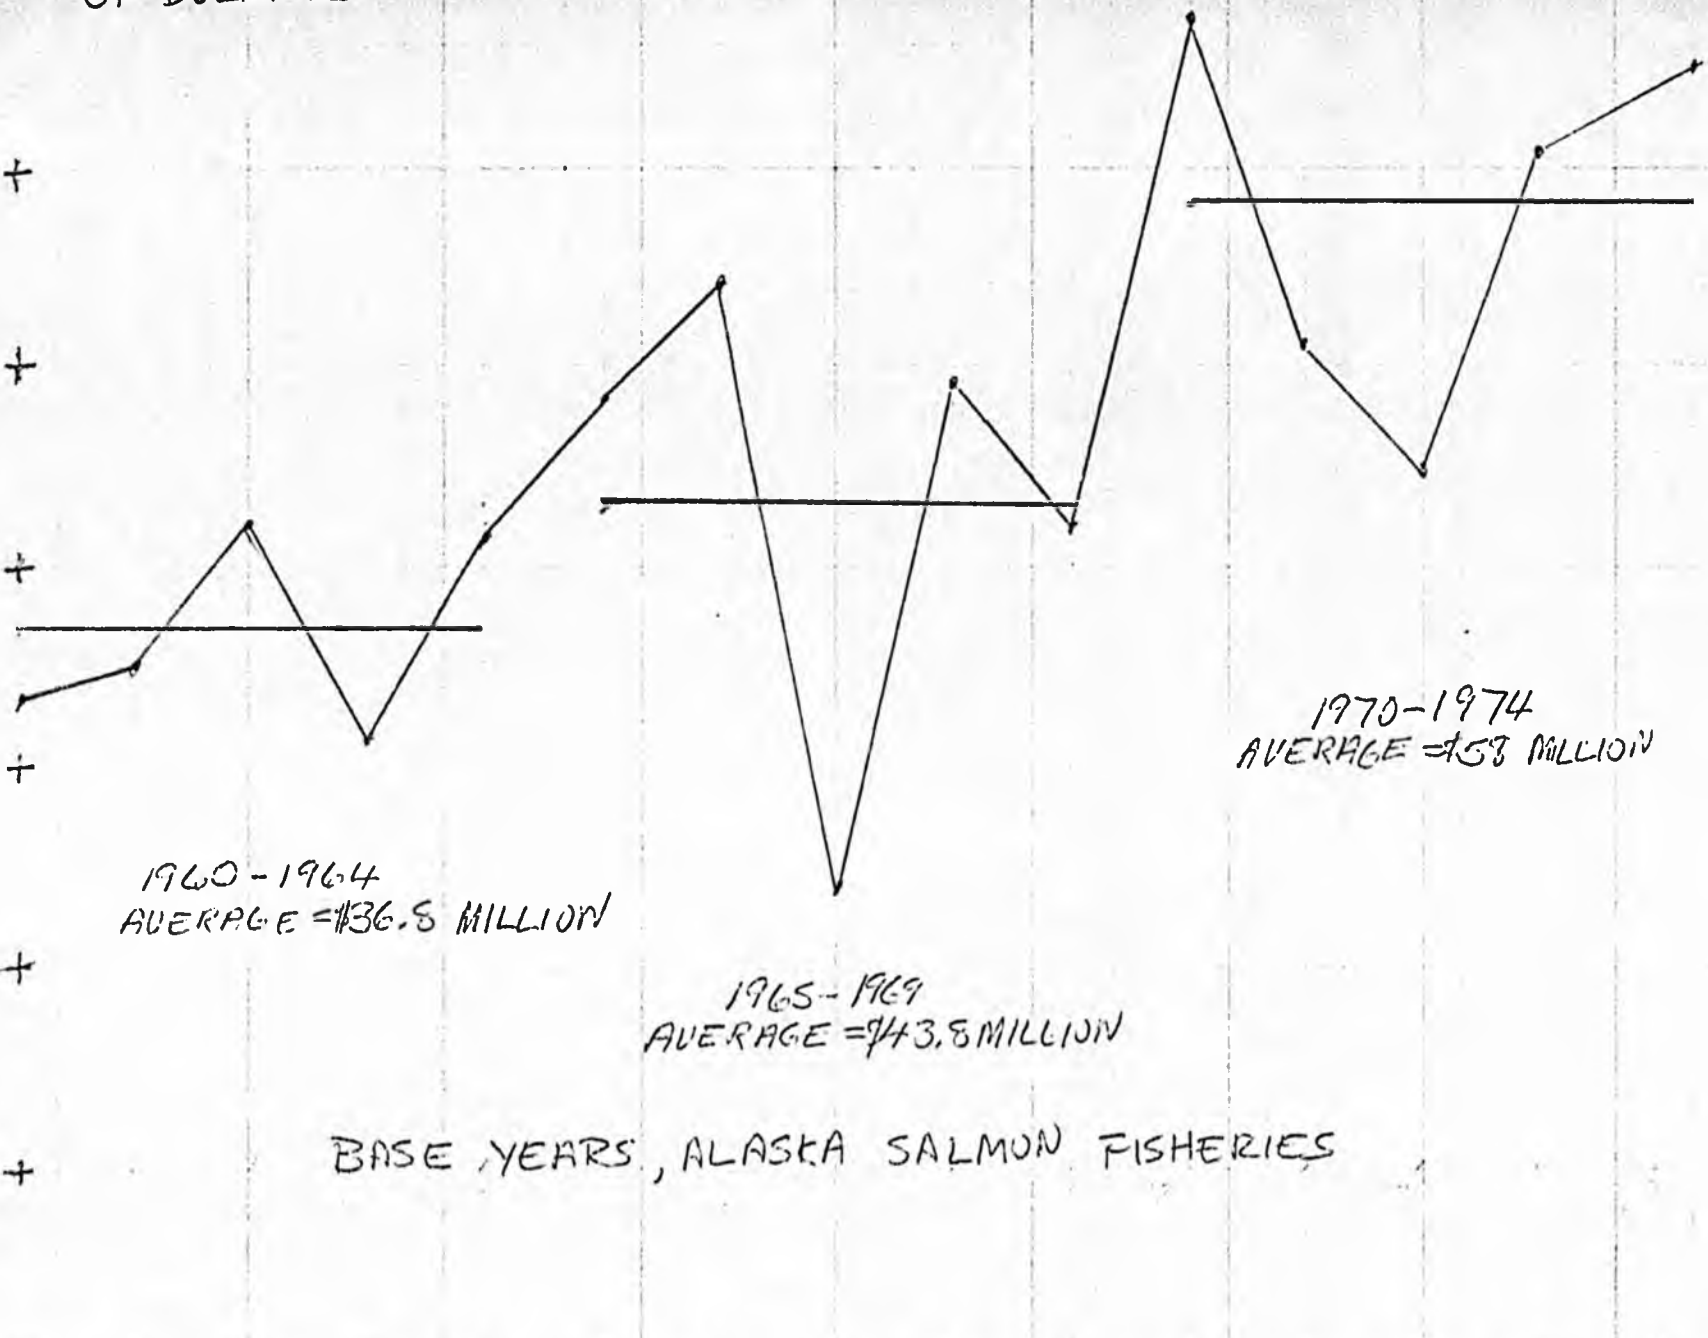 1960-1964
AVERAGE = $36.8 MILLION
1965-1969
AVERAGE = $43.8 MILLION
1970-1974
AVERAGE = $58 MILLION
BASE YEARS, ALASKA SALMON FISHERIES